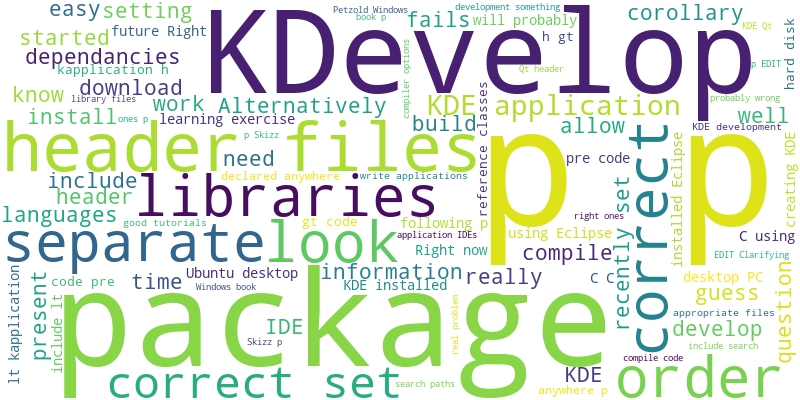 Petzold Windows
development something
easy
setting
KDevelop
book p
fails
will probably
corollary
started
future Right
h gt
KDE Qt
dependancies
kapplication h
compiler options
Qt header
p EDIT
hard disk
know
download
library files
work
Alternatively
KDE
application
probably wrong
install
ones p
learning exercise
build
allow
well
KDE development
header files
p Skizz
reference classes
p
p
correct
need
pre code
include
declared anywhere
write applications
set
installed Eclipse
creating KDE
header
libraries
languages
good tutorials
gt code
following p
right ones
application IDEs
using Eclipse
C using
separate
look
Right now
compile
EDIT Clarifying
lt kapplication
present
include lt
code pre
time
Ubuntu desktop
Windows book
information
KDE installed
really
C C
recently
desktop PC
guess
question
package
appropriate files
IDE
real problem
develop
Skizz p
include search
compile code
correct set
search paths
KDE
anywhere p
order